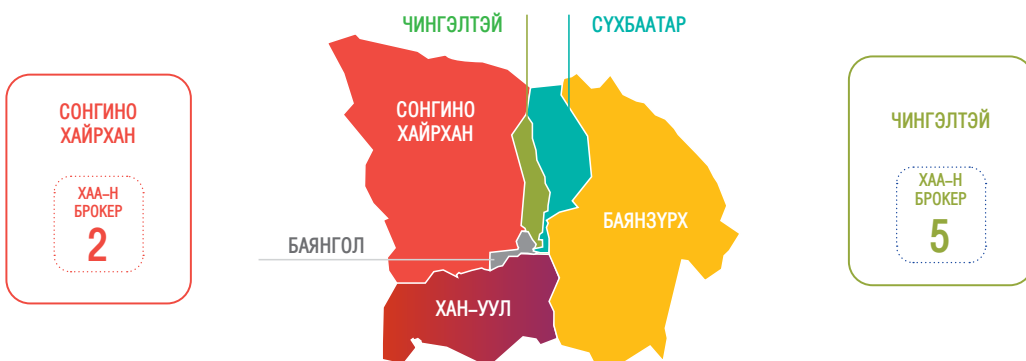 ЧИНГЭЛТЭЙ
СҮХБААТАР
СОНГИНО
ХАЙРХАН
ХАА–Н
БРОКЕР
2
СОНГИНО
ХАЙРХАН
БАЯНГОЛ
БАЯНЗҮРХ
ХАН–УУЛ
ЧИНГЭЛТЭЙ
ХАА–Н
БРОКЕР
5